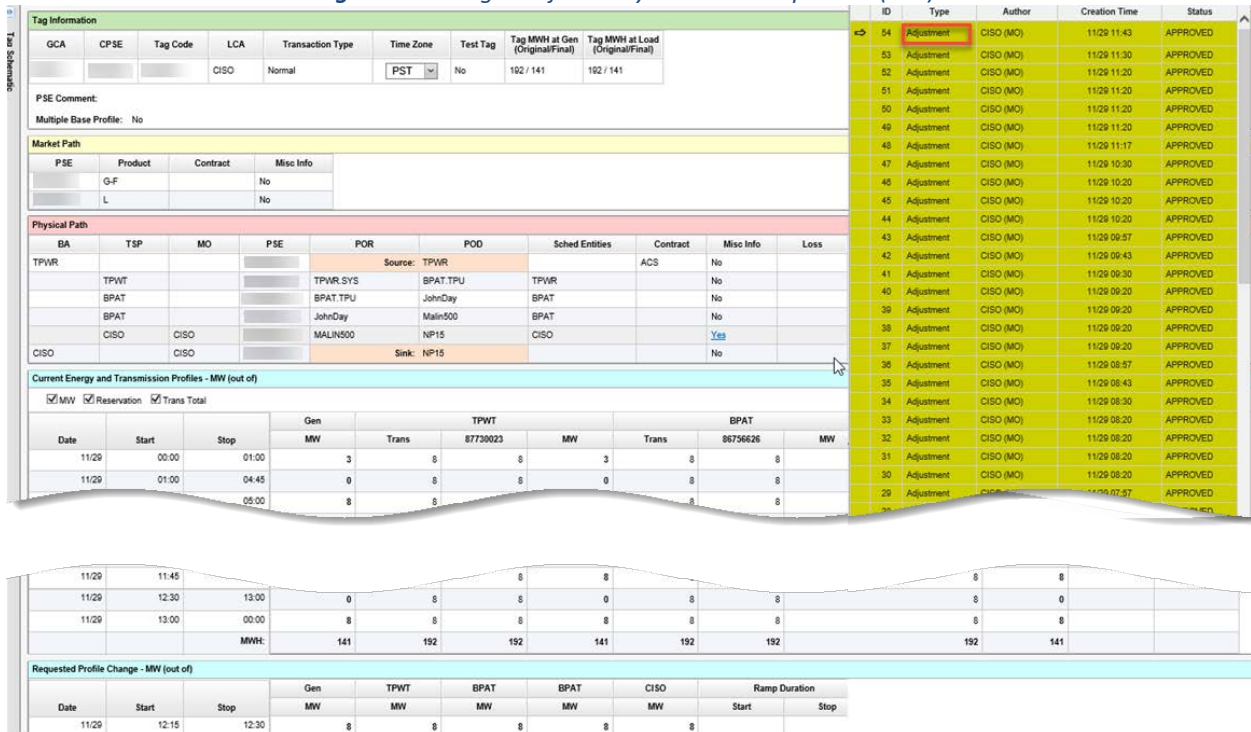 Tag Information
GCA CPSE Tag Code LCA Transaction Type Time Zone Test Tag Tag MWH at Gen (Original/Final) Tag MWH at Load (Original/Final)
CISO Normal PST No 192 / 141 192 / 141
PSE Comment:
Multiple Base Profile: No
Market Path
PSE Product Contract Misc Info
G-F No
L No
Physical Path
BA TSP MO PSE POR POD Sched Entities Contract Misc Info Loss
TPWR Source: TPWR ACS No
TPWT TPWR.SYS BPAT.TPU TPWR No
BPAT BPAT.TPU JohnDay BPAT No
BPAT JohnDay Malin500 BPAT No
CISO CISO MALIN500 NP15 CISO Yes
CISO CISO Sink: NP15 No
Current Energy and Transmission Profiles - MW (out of)
MW Reservation Trans Total
Gen TPWT BPAT
Date Start Stop MW Trans 87730023 MW Trans 86756626 MW
11/29 00:00 01:00 3 8 8 3 8 8
11/29 01:00 04:45 0 8 8 0 8 8
05:00 8 8 8 8 8 8
Tag Schematic
ID Type Author Creation Time Status
54 Adjustment CISO (MO) 11/29 11:43 APPROVED
53 Adjustment CISO (MO) 11/29 11:30 APPROVED
52 Adjustment CISO (MO) 11/29 11:20 APPROVED
51 Adjustment CISO (MO) 11/29 11:20 APPROVED
50 Adjustment CISO (MO) 11/29 11:20 APPROVED
49 Adjustment CISO (MO) 11/29 11:20 APPROVED
48 Adjustment CISO (MO) 11/29 11:17 APPROVED
47 Adjustment CISO (MO) 11/29 10:30 APPROVED
46 Adjustment CISO (MO) 11/29 10:20 APPROVED
45 Adjustment CISO (MO) 11/29 10:20 APPROVED
44 Adjustment CISO (MO) 11/29 10:20 APPROVED
43 Adjustment CISO (MO) 11/29 09:57 APPROVED
42 Adjustment CISO (MO) 11/29 09:43 APPROVED
41 Adjustment CISO (MO) 11/29 09:30 APPROVED
40 Adjustment CISO (MO) 11/29 09:20 APPROVED
39 Adjustment CISO (MO) 11/29 09:20 APPROVED
38 Adjustment CISO (MO) 11/29 09:20 APPROVED
37 Adjustment CISO (MO) 11/29 09:20 APPROVED
36 Adjustment CISO (MO) 11/29 08:57 APPROVED
35 Adjustment CISO (MO) 11/29 08:43 APPROVED
34 Adjustment CISO (MO) 11/29 08:30 APPROVED
33 Adjustment CISO (MO) 11/29 08:20 APPROVED
32 Adjustment CISO (MO) 11/29 08:20 APPROVED
31 Adjustment CISO (MO) 11/29 08:20 APPROVED
30 Adjustment CISO (MO) 11/29 08:20 APPROVED
29 Adjustment 07:57 APPROVED
11/29 11:45 8 8 8 8
11/29 12:30 13:00 0 8 8 0 8 8 8 0
11/29 13:00 00:00 8 8 8 8 8 8 8 8
MWH: 141 192 192 141 192 192 192 141
Requested Profile Change - MW (out of)
Gen TPWT BPAT BPAT CISO Ramp Duration
Date Start Stop MW MW MW MW MW Start Stop
11/29 12:15 12:30 8 8 8 8 8